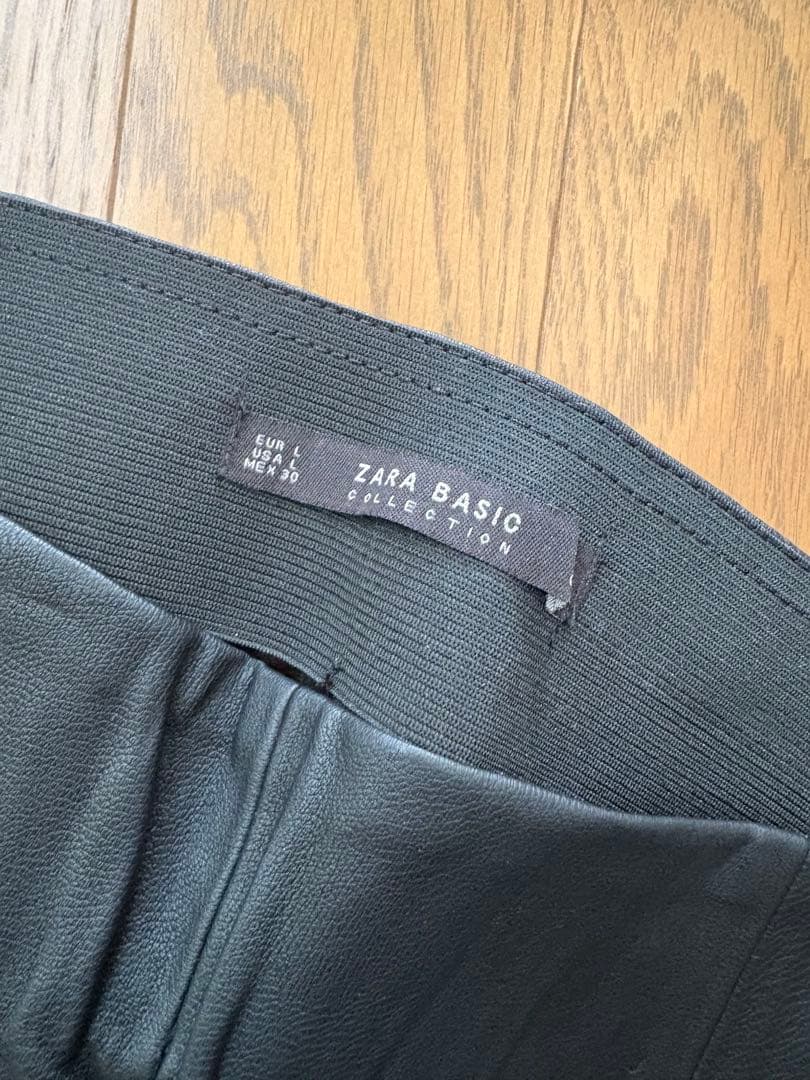 EUR L
USA L
MEX 30
ZARA BASIC
COLLECTION